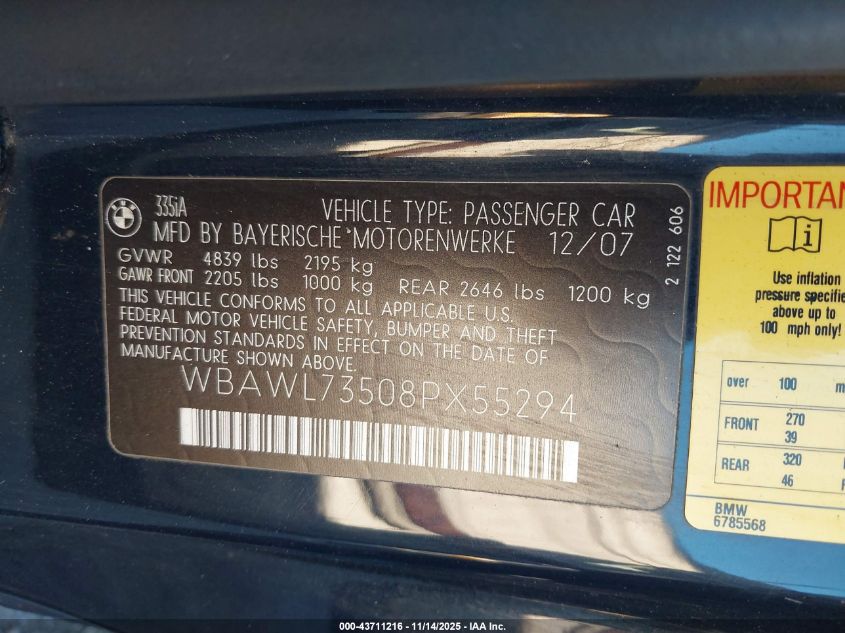 BMW
335iA
VEHICLE TYPE: PASSENGER CAR
MFD BY BAYERISCHE MOTORENWERKE 12/07
GVWR 4839 lbs 2195 kg
GAWR FRONT 2205 lbs 1000 kg REAR 2646 lbs 1200 kg
THIS VEHICLE CONFORMS TO ALL APPLICABLE U.S.
FEDERAL MOTOR VEHICLE SAFETY, BUMPER AND THEFT
PREVENTION STANDARDS IN EFFECT ON THE DATE OF
MANUFACTURE SHOWN ABOVE.
WBAWL73508PX55294
2 122 606
IMPORTAN
i
Use inflation
pressure specifie
above up to
100 mph only!
over 100 m
FRONT 270
39
REAR 320
46
BMW
6785568
000-43711216 - 11/14/2025 - IAA Inc.